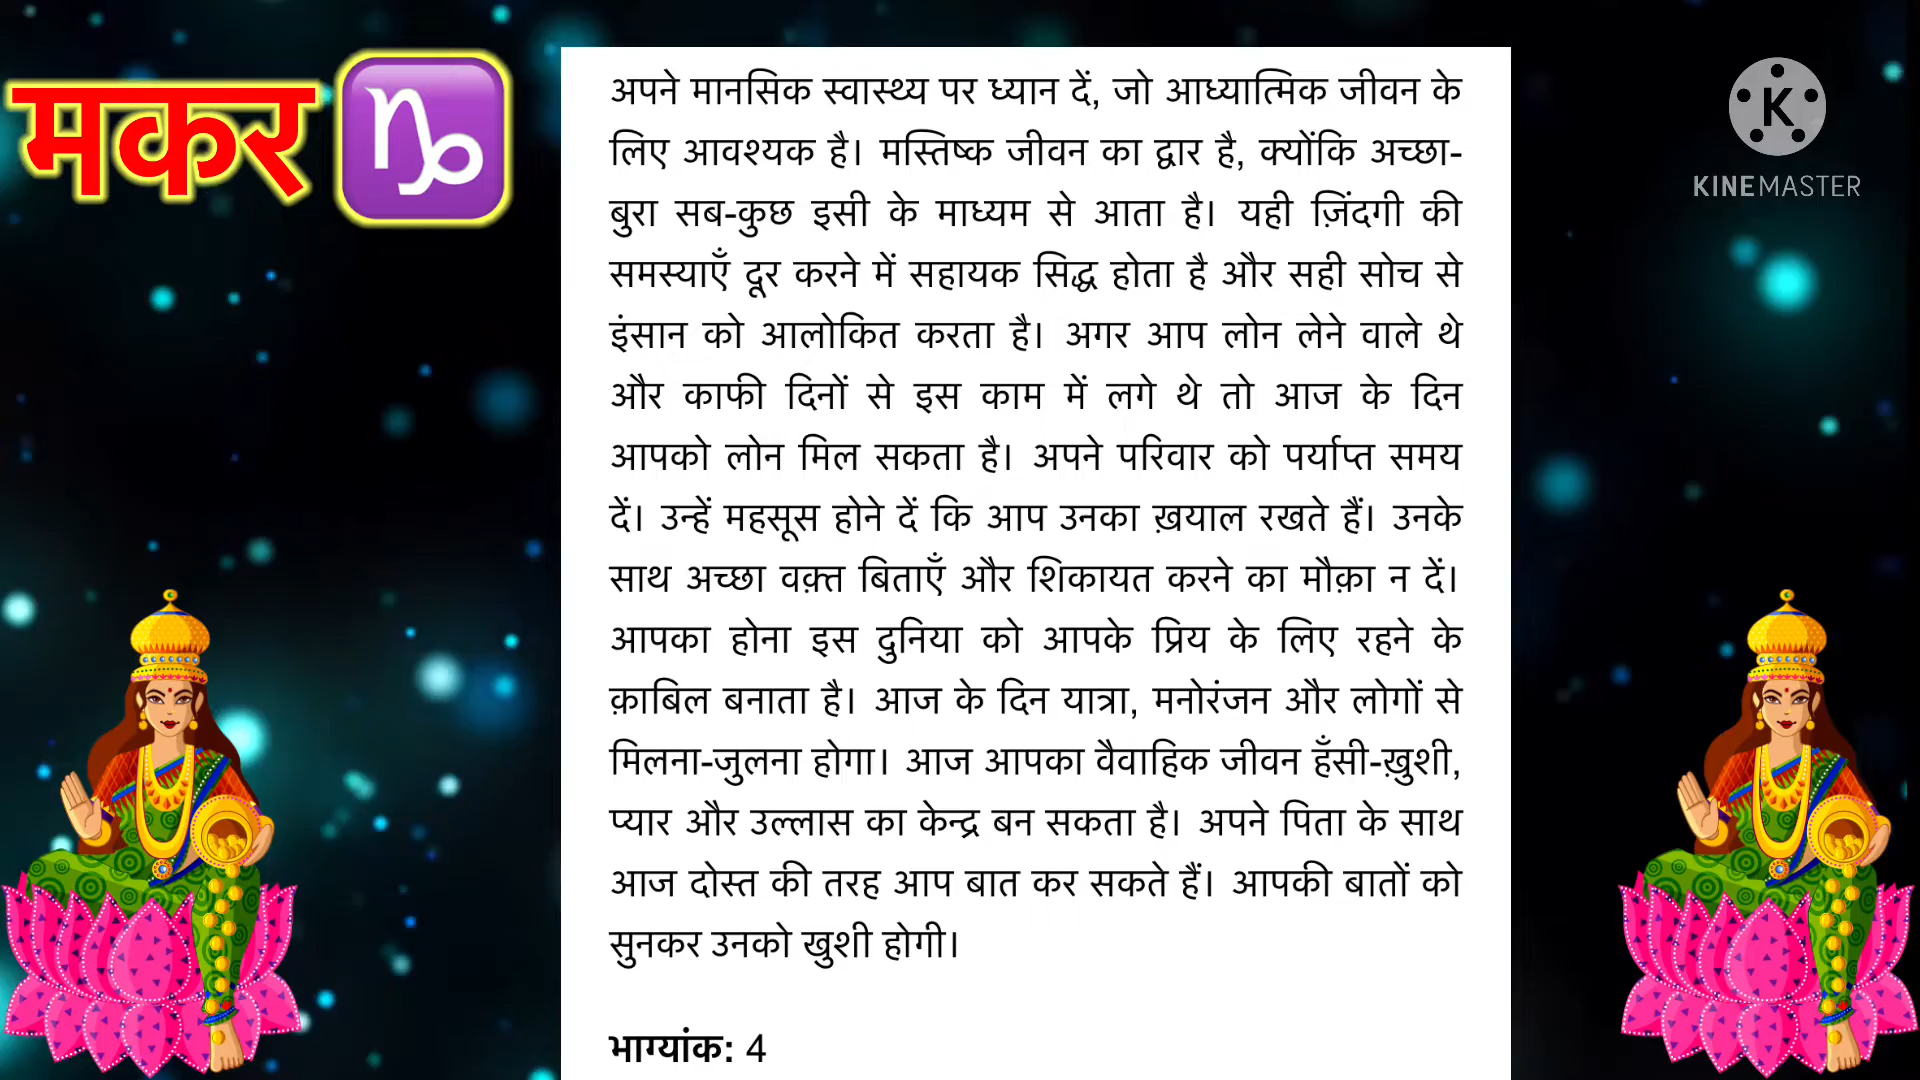 मकर
अपने मानसिक स्वास्थ्य पर ध्यान दें, जो आध्यात्मिक जीवन के
लिए आवश्यक है। मस्तिष्क जीवन का द्वार है, क्योंकि अच्छा-
बुरा सब-कुछ इसी के माध्यम से आता है। यही ज़िंदगी की
समस्याएँ दूर करने में सहायक सिद्ध होता है और सही सोच से
इंसान को आलोकित करता है। अगर आप लोन लेने वाले थे
और काफी दिनों से इस काम में लगे थे तो आज के दिन
आपको लोन मिल सकता है। अपने परिवार को पर्याप्त समय
दें। उन्हें महसूस होने दें कि आप उनका ख़याल रखते हैं। उनके
साथ अच्छा वक़्त बिताएँ और शिकायत करने का मौक़ा न दें।
आपका होना इस दुनिया को आपके प्रिय के लिए रहने के
क़ाबिल बनाता है। आज के दिन यात्रा, मनोरंजन और लोगों से
मिलना-जुलना होगा। आज आपका वैवाहिक जीवन हँसी-ख़ुशी,
प्यार और उल्लास का केन्द्र बन सकता है। अपने पिता के साथ
आज दोस्त की तरह आप बात कर सकते हैं। आपकी बातों को
सुनकर उनको खुशी होगी।
भाग्यांक: 4
K
KINEMASTER